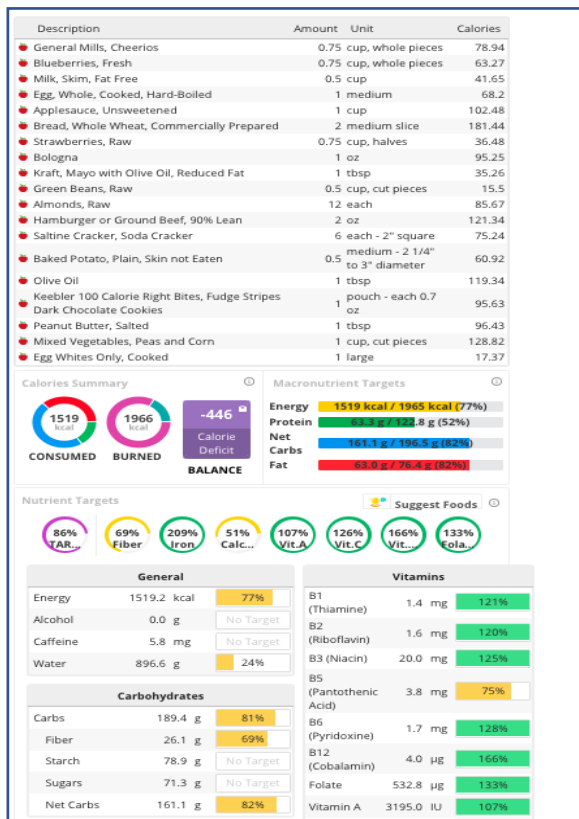 Description Amount Unit Calories
General Mills, Cheerios 0.75 cup, whole pieces 78.94
Blueberries, Fresh 0.75 cup, whole pieces 63.27
Milk, Skim, Fat Free 0.5 cup 41.65
Egg, Whole, Cooked, Hard-Boiled 1 medium 68.2
Applesauce, Unsweetened 1 cup 102.48
Bread, Whole Wheat, Commercially Prepared 2 medium slice 181.44
Strawberries, Raw 0.75 cup, halves 36.48
Bologna 1 oz 95.25
Kraft, Mayo with Olive Oil, Reduced Fat 1 tbsp 35.26
Green Beans, Raw 0.5 cup, cut pieces 15.5
Almonds, Raw 12 each 85.67
Hamburger or Ground Beef, 90% Lean 2 oz 121.34
Saltine Cracker, Soda Cracker 6 each - 2" square 75.24
Baked Potato, Plain, Skin not Eaten 0.5 medium - 2 1/4" to 3" diameter 60.92
Olive Oil 1 tbsp 119.34
Keebler 100 Calorie Right Bites, Fudge Stripes
Dark Chocolate Cookies 1 pouch - each 0.7 oz 95.63
Peanut Butter, Salted 1 tbsp 96.43
Mixed Vegetables, Peas and Corn 1 cup, cut pieces 128.82
Egg Whites Only, Cooked 1 large 17.37
Calories Summary
1519 kcal
CONSUMED
1966 kcal
BURNED
-446
Calorie
Deficit
BALANCE
Macronutrient Targets
Energy 1519 kcal / 1965 kcal (77%)
Protein 63.3 g / 122.8 g (52%)
Net Carbs 161.1 g / 196.5 g (82%)
Fat 63.0 g / 76.4 g (82%)
Nutrient Targets
Suggest Foods
86% TAR...
69% Fiber
209% Iron
51% Calc...
107% Vit.A
126% Vit.C
166% Vit...
133% Fola...
General
Energy 1519.2 kcal 77%
Alcohol 0.0 g No Target
Caffeine 5.8 mg No Target
Water 896.6 g 24%
Carbohydrates
Carbs 189.4 g 81%
Fiber 26.1 g 69%
Starch 78.9 g No Target
Sugars 71.3 g No Target
Net Carbs 161.1 g 82%
Vitamins
B1 (Thiamine) 1.4 mg 121%
B2 (Riboflavin) 1.6 mg 120%
B3 (Niacin) 20.0 mg 125%
B5 (Pantothenic Acid) 3.8 mg 75%
B6 (Pyridoxine) 1.7 mg 128%
B12 (Cobalamin) 4.0 µg 166%
Folate 532.8 µg 133%
Vitamin A 3195.0 IU 107%